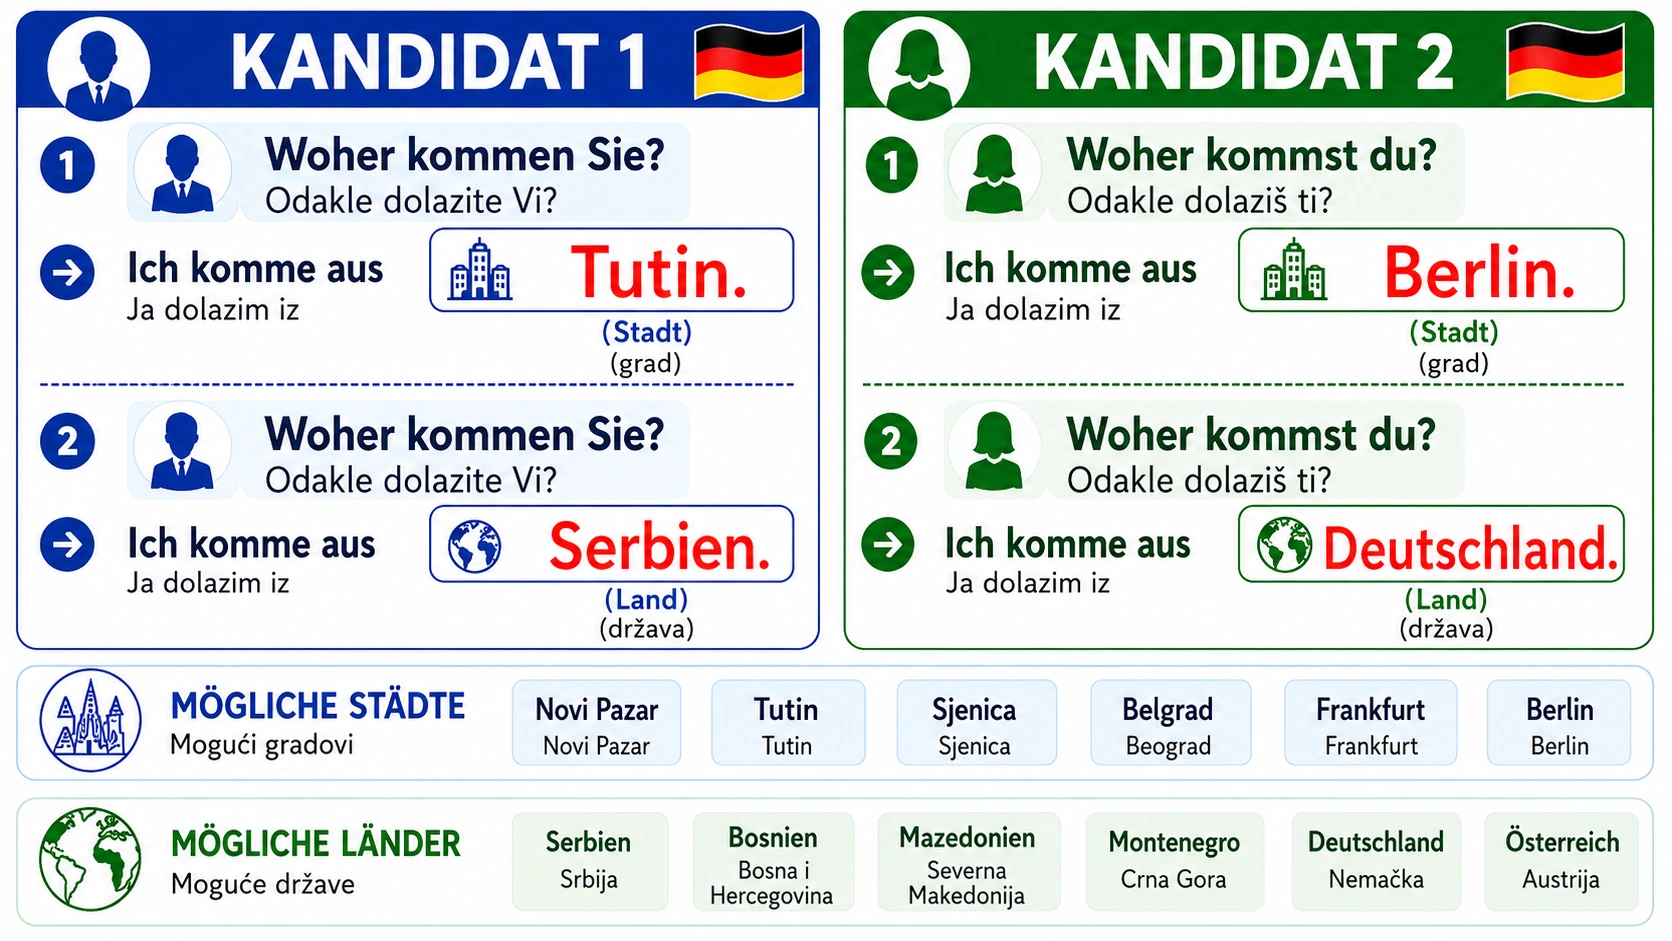 KANDIDAT 1
1
Woher kommen Sie?
Odakle dolazite Vi?
Ich komme aus
Ja dolazim iz
Tutin.
(Stadt)
(grad)
2
Woher kommen Sie?
Odakle dolazite Vi?
Ich komme aus
Ja dolazim iz
Serbien.
(Land)
(država)
KANDIDAT 2
1
Woher kommst du?
Odakle dolaziš ti?
Ich komme aus
Ja dolazim iz
Berlin.
(Stadt)
(grad)
2
Woher kommst du?
Odakle dolaziš ti?
Ich komme aus
Ja dolazim iz
Deutschland.
(Land)
(država)
MÖGLICHE STÄDTE
Mogući gradovi
Novi Pazar
Novi Pazar
Tutin
Tutin
Sjenica
Sjenica
Belgrad
Beograd
Frankfurt
Frankfurt
Berlin
Berlin
MÖGLICHE LÄNDER
Moguće države
Serbien
Srbija
Bosnien
Bosna i
Hercegovina
Mazedonien
Severna
Makedonija
Montenegro
Crna Gora
Deutschland
Nemačka
Österreich
Austrija